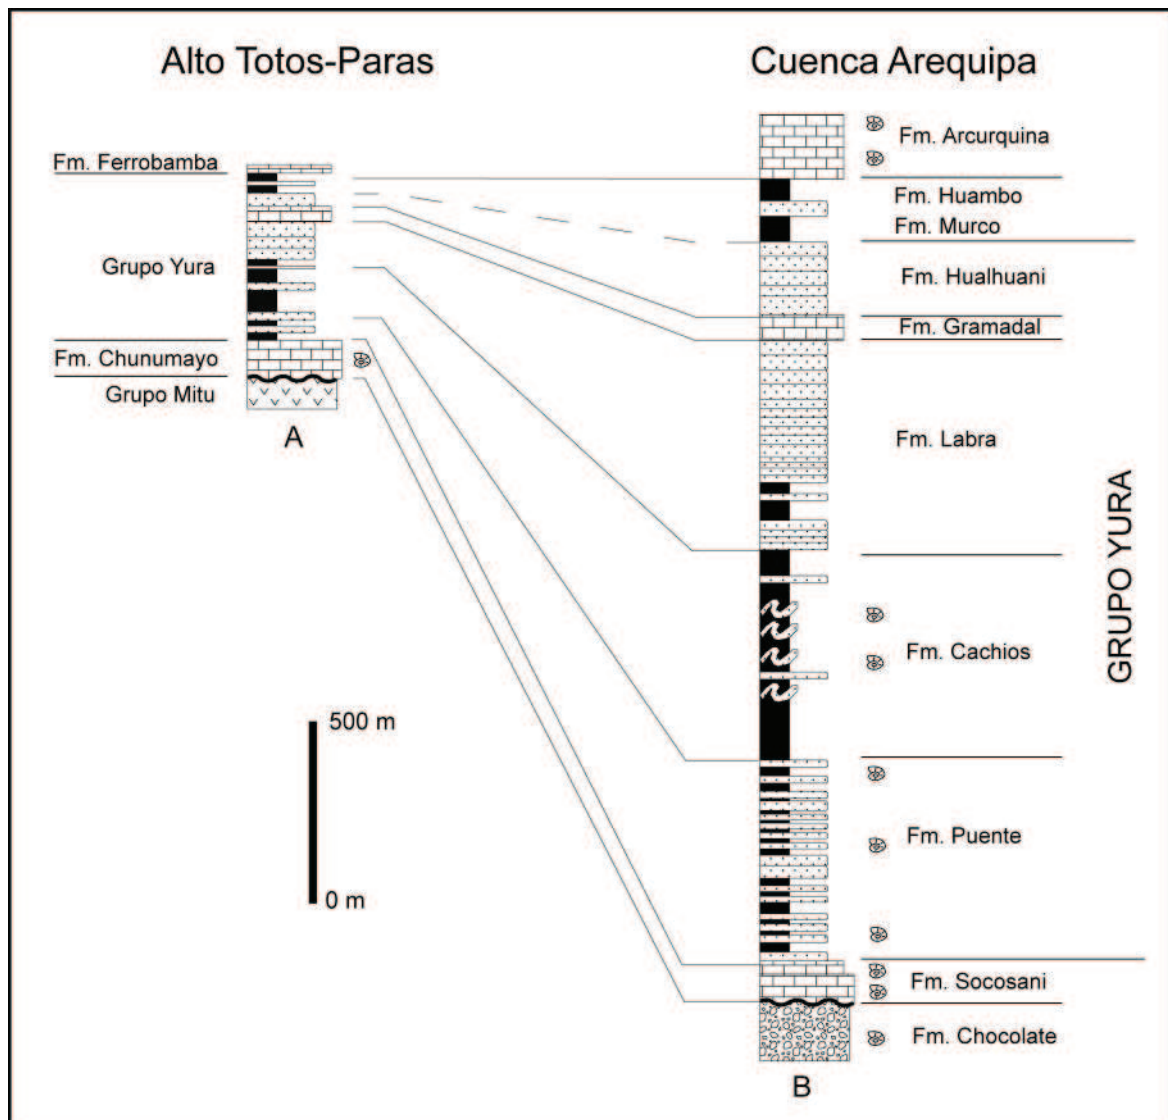 Alto Totos-Paras
Cuenca Arequipa
Fm. Ferrobamba
Grupo Yura
Fm. Chunumayo
Grupo Mitu
A
500 m
0 m
Fm. Arcurquina
Fm. Huambo
Fm. Murco
Fm. Hualhuani
Fm. Gramadal
Fm. Labra
Fm. Cachios
Fm. Puente
Fm. Socosani
Fm. Chocolate
B
GRUPO YURA